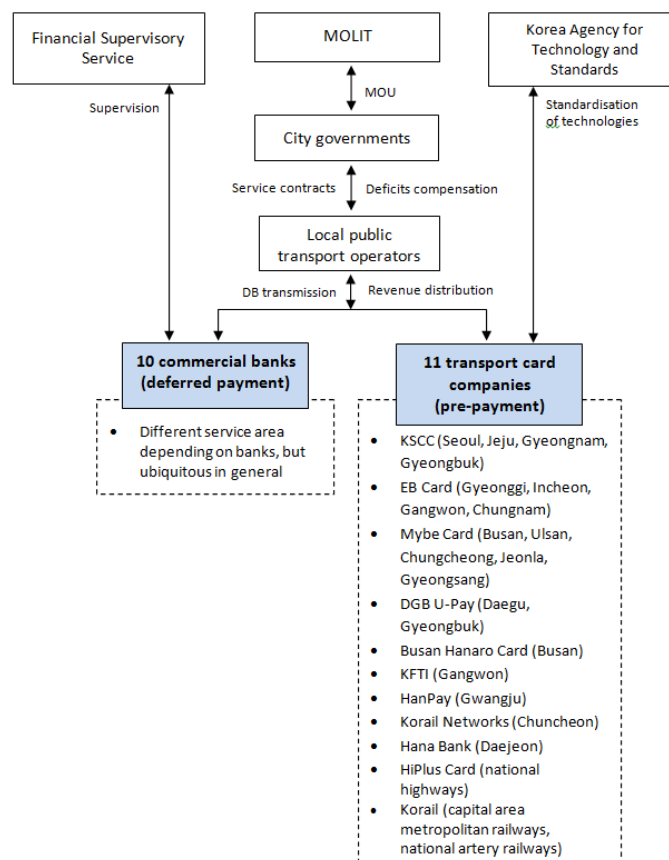 Financial Supervisory
Service
MOLIT
Korea Agency for
Technology and
Standards
Supervision
MOU
Standardisation
of technologies
City governments
Service contracts
Deficits compensation
Local public
transport operators
DB transmission
Revenue distribution
10 commercial banks
(deferred payment)
11 transport card
companies
(pre-payment)
• Different service area
depending on banks, but
ubiquitous in general
• KSCC (Seoul, Jeju, Gyeongnam,
Gyeongbuk)
• EB Card (Gyeonggi, Incheon,
Gangwon, Chungnam)
• Mybe Card (Busan, Ulsan,
Chungcheong, Jeonla,
Gyeongsang)
• DGB U-Pay (Daegu,
Gyeongbuk)
• Busan Hanaro Card (Busan)
• KFTI (Gangwon)
• HanPay (Gwangju)
• Korail Networks (Chuncheon)
• Hana Bank (Daejeon)
• HiPlus Card (national
highways)
• Korail (capital area
metropolitan railways,
national artery railways)